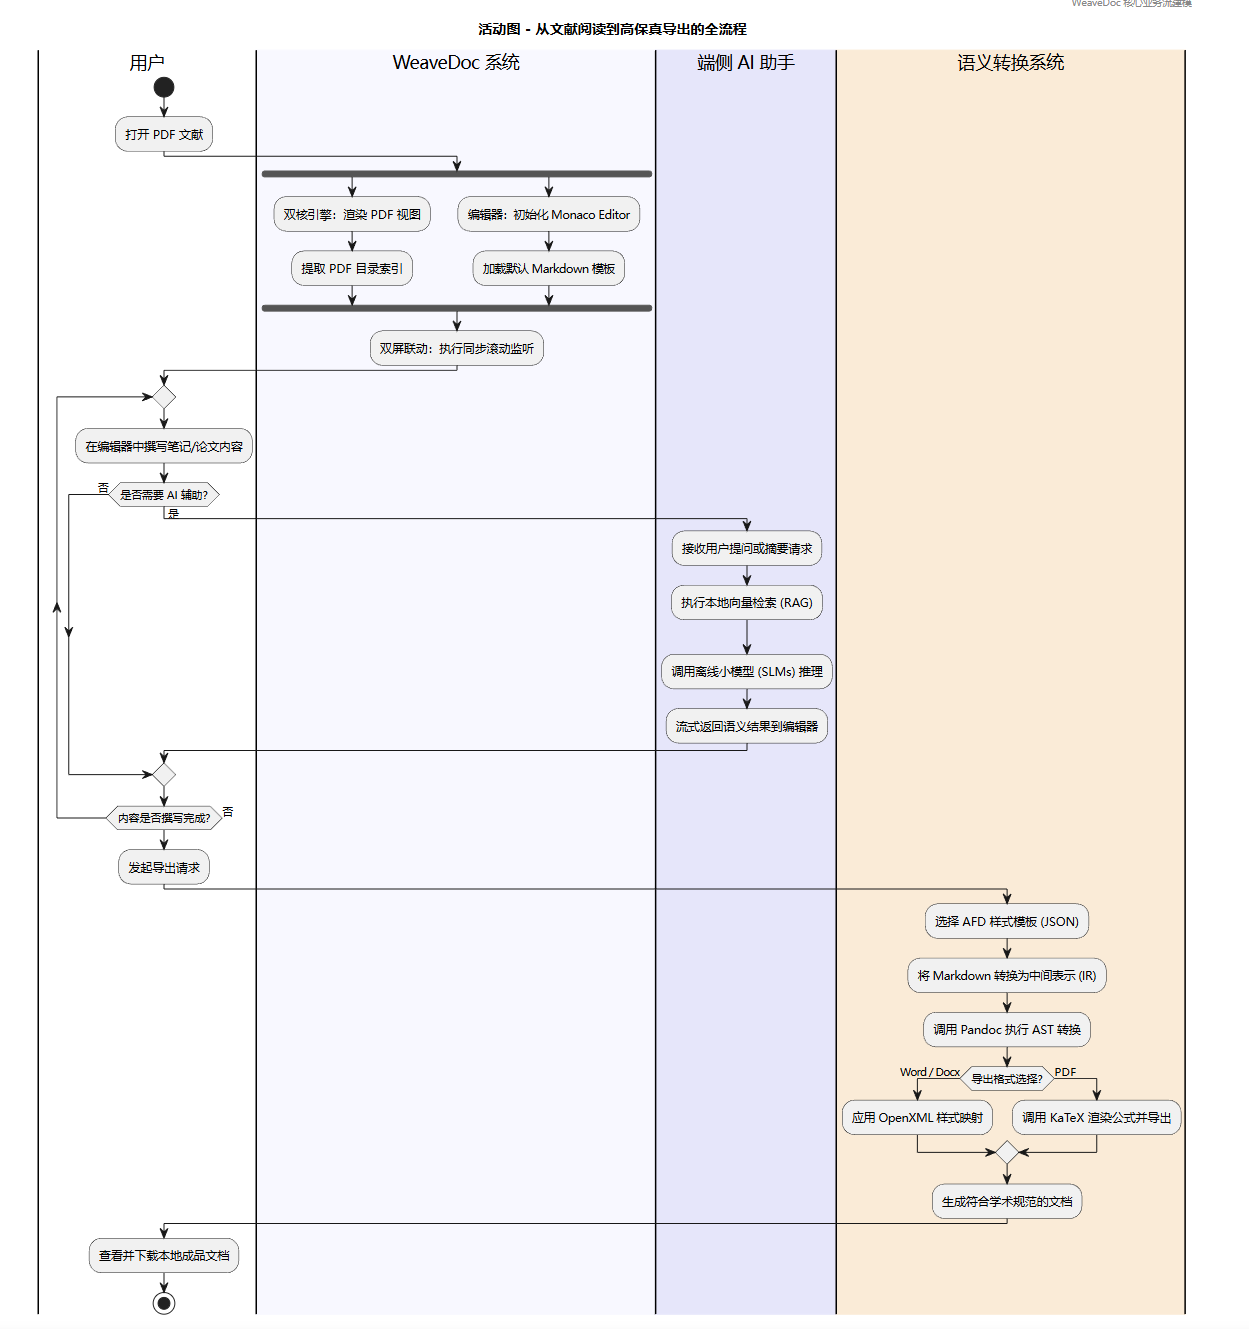 WeaveDoc 核心业务流建模
活动图 - 从文献阅读到高保真导出的全流程
用户
WeaveDoc 系统
端侧 AI 助手
语义转换系统
打开 PDF 文献
双核引擎：渲染 PDF 视图
编辑器：初始化 Monaco Editor
提取 PDF 目录索引
加载默认 Markdown 模板
双屏联动：执行同步滚动监听
在编辑器中撰写笔记/论文内容
否
是否需要 AI 辅助?
是
接收用户提问或摘要请求
执行本地向量检索 (RAG)
调用离线小模型 (SLMs) 推理
流式返回语义结果到编辑器
内容是否撰写完成?
否
发起导出请求
选择 AFD 样式模板 (JSON)
将 Markdown 转换为中间表示 (IR)
调用 Pandoc 执行 AST 转换
Word / Docx
导出格式选择?
PDF
应用 OpenXML 样式映射
调用 KaTeX 渲染公式并导出
生成符合学术规范的文档
查看并下载本地成品文档